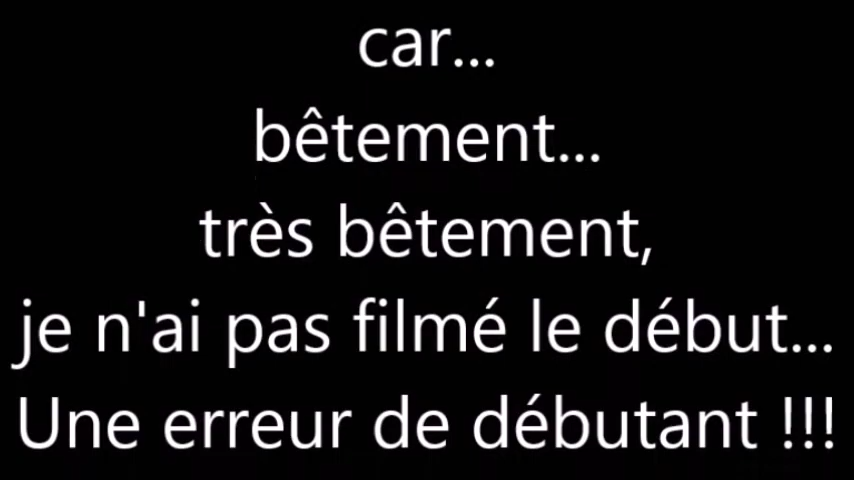 car...
bêtement...
très bêtement,
je n'ai pas filmé le début...
Une erreur de débutant !!!